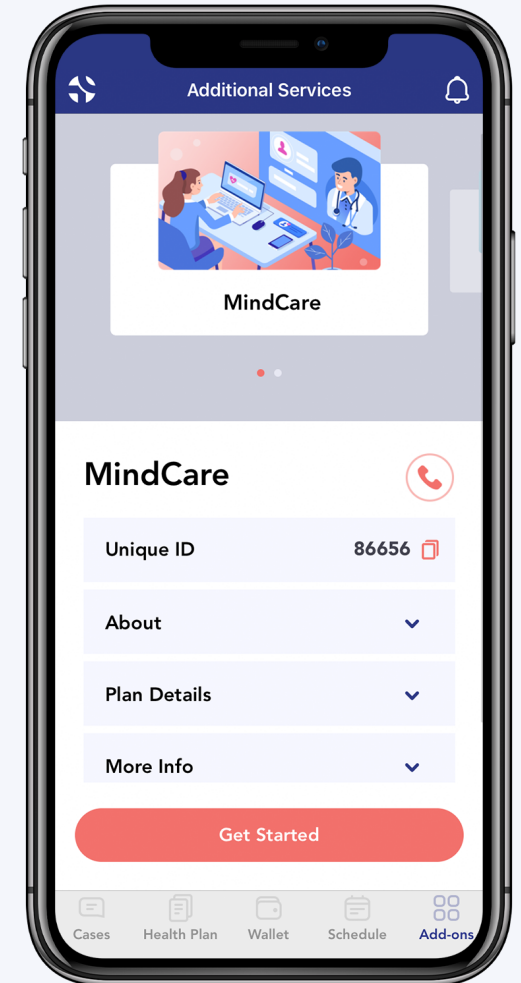 Additional Services
MindCare
MindCare
Unique ID 86656
About
Plan Details
More Info
Get Started
Cases Health Plan Wallet Schedule Add-ons